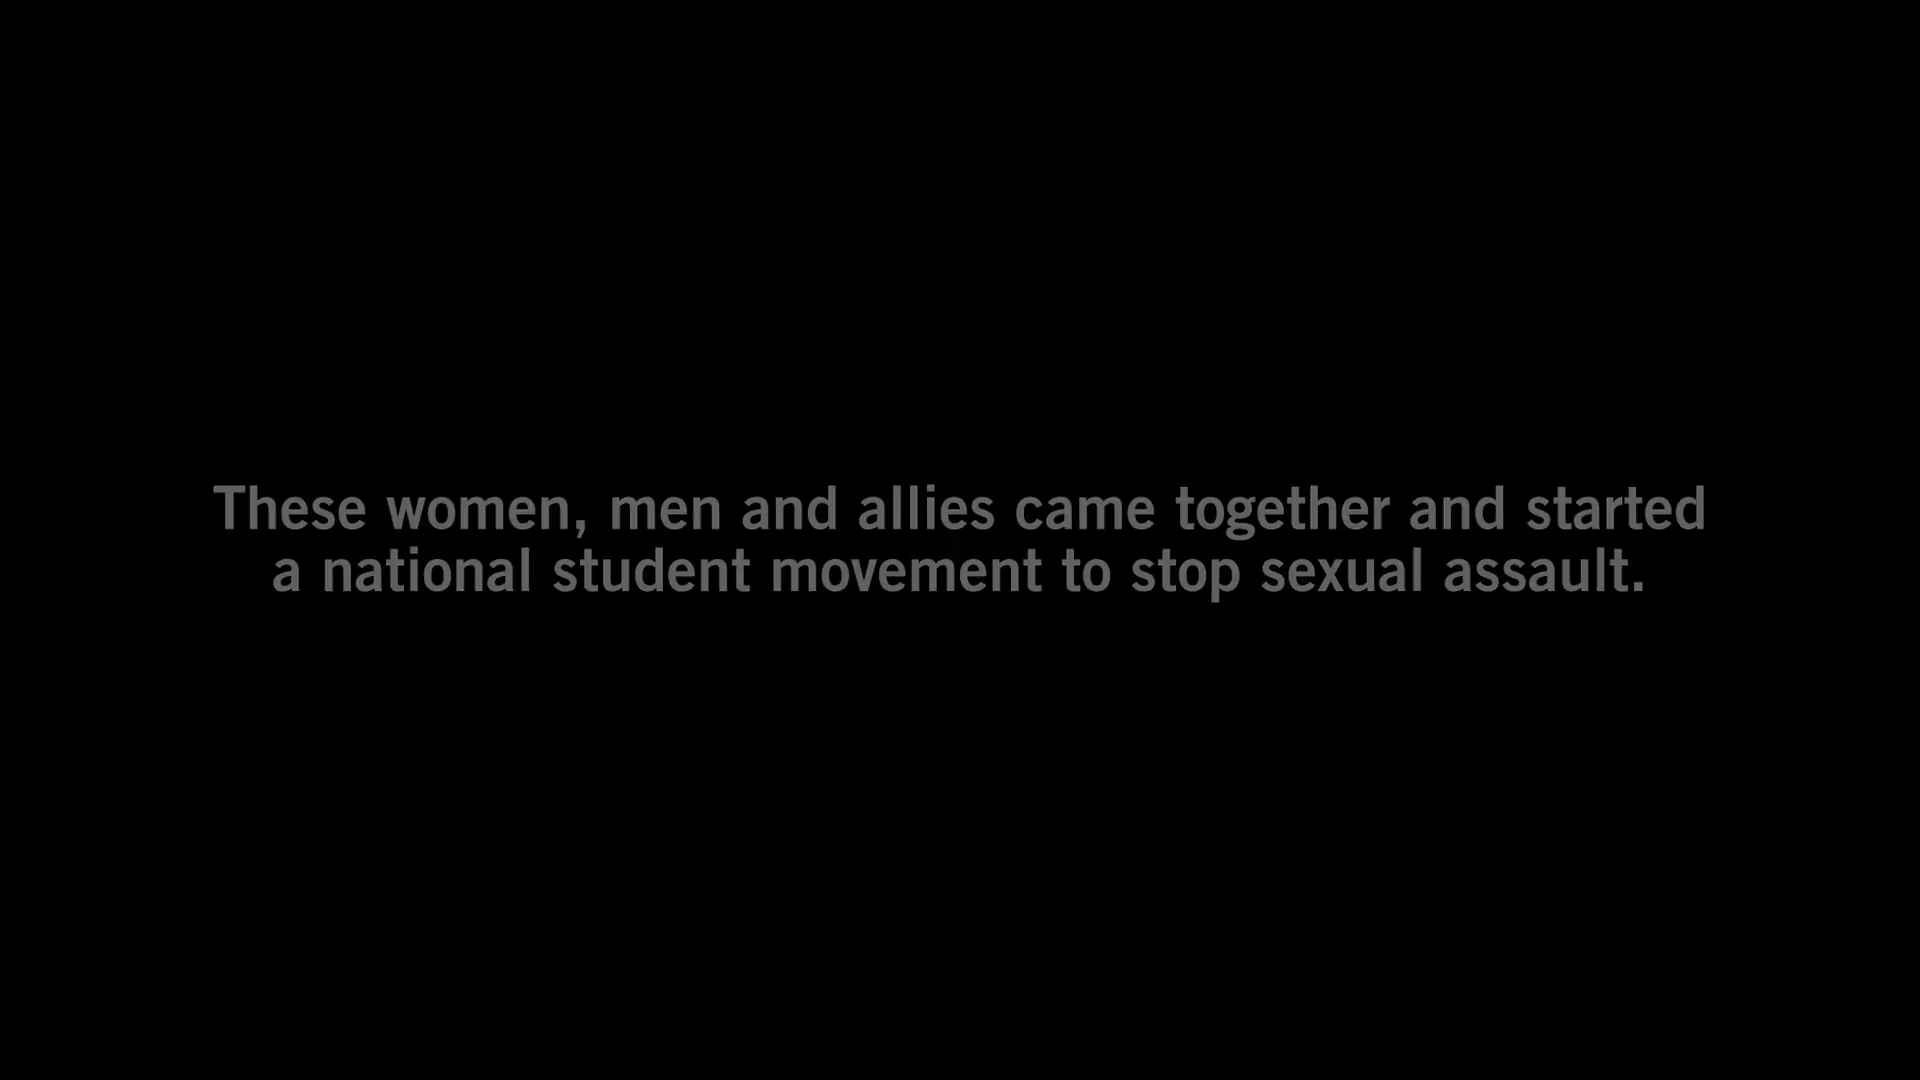 These women, men and allies came together and started
a national student movement to stop sexual assault.